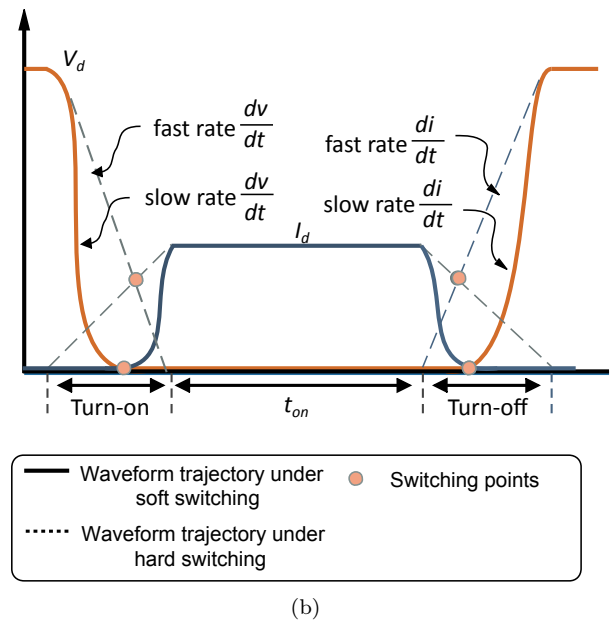 V_d
fast rate dv/dt
slow rate dv/dt
fast rate di/dt
slow rate di/dt
I_d
Turn-on
t_on
Turn-off
Waveform trajectory under
soft switching
Switching points
Waveform trajectory under
hard switching
(b)